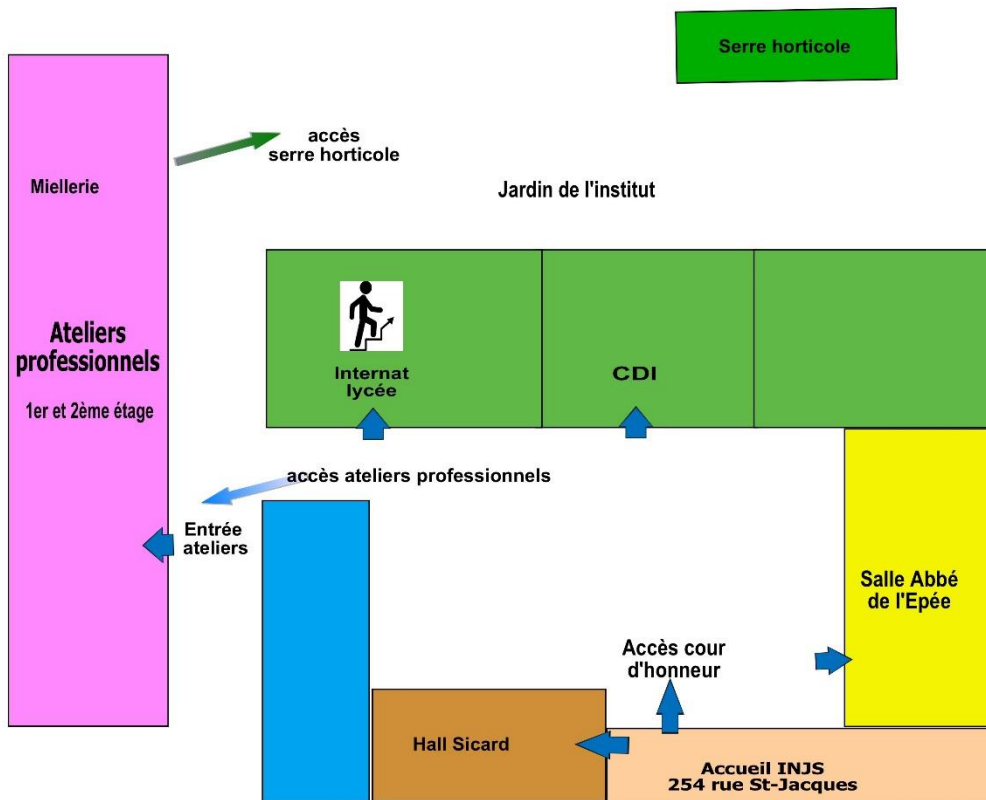 Serre horticole
accès
serre horticole
Miellerie
Jardin de l'institut
Ateliers
professionnels
1er et 2ème étage
Internat
lycée
CDI
accès ateliers professionnels
Entrée
ateliers
Salle Abbé
de l'Epée
Accès cour
d'honneur
Hall Sicard
Accueil INJS
254 rue St-Jacques